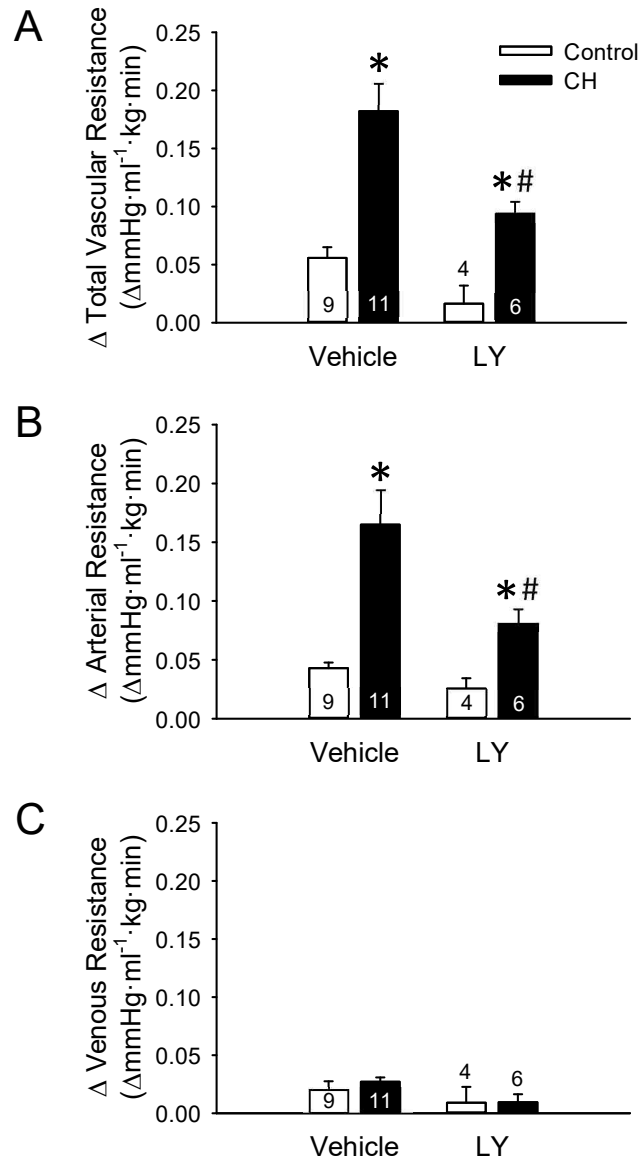 A
Δ Total Vascular Resistance
(ΔmmHg·ml⁻¹·kg·min)
0.25
0.20
0.15
0.10
0.05
0.00
Control
CH
*
*#
9
11
4
6
Vehicle
LY
B
Δ Arterial Resistance
(ΔmmHg·ml⁻¹·kg·min)
0.25
0.20
0.15
0.10
0.05
0.00
*
*#
9
11
4
6
Vehicle
LY
C
Δ Venous Resistance
(ΔmmHg·ml⁻¹·kg·min)
0.25
0.20
0.15
0.10
0.05
0.00
9
11
4
6
Vehicle
LY